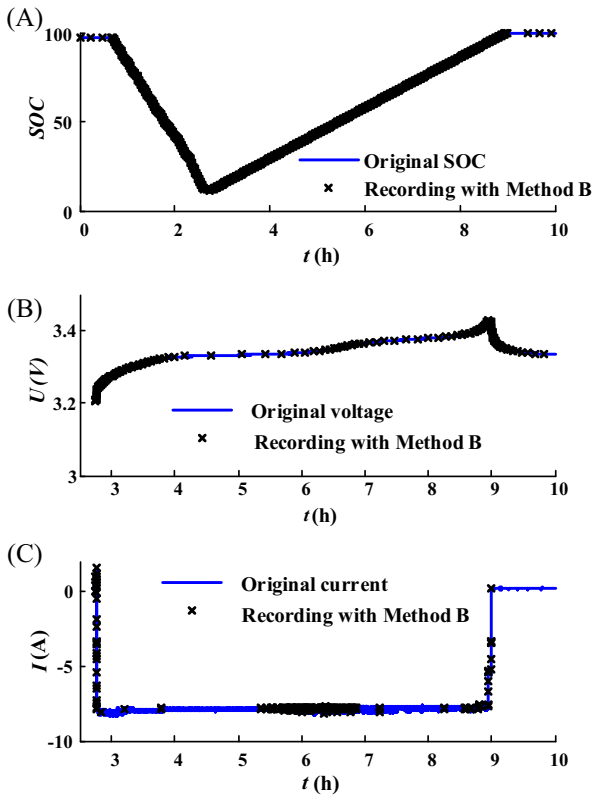 (A)
100
SOC
50
Original SOC
Recording with Method B
0
0 2 4 6 8 10
t (h)
(B)
3.4
U(V)
3.2
Original voltage
Recording with Method B
3
3 4 5 6 7 8 9 10
t (h)
(C)
0
Original current
Recording with Method B
I (A)
-5
-10
3 4 5 6 7 8 9 10
t (h)